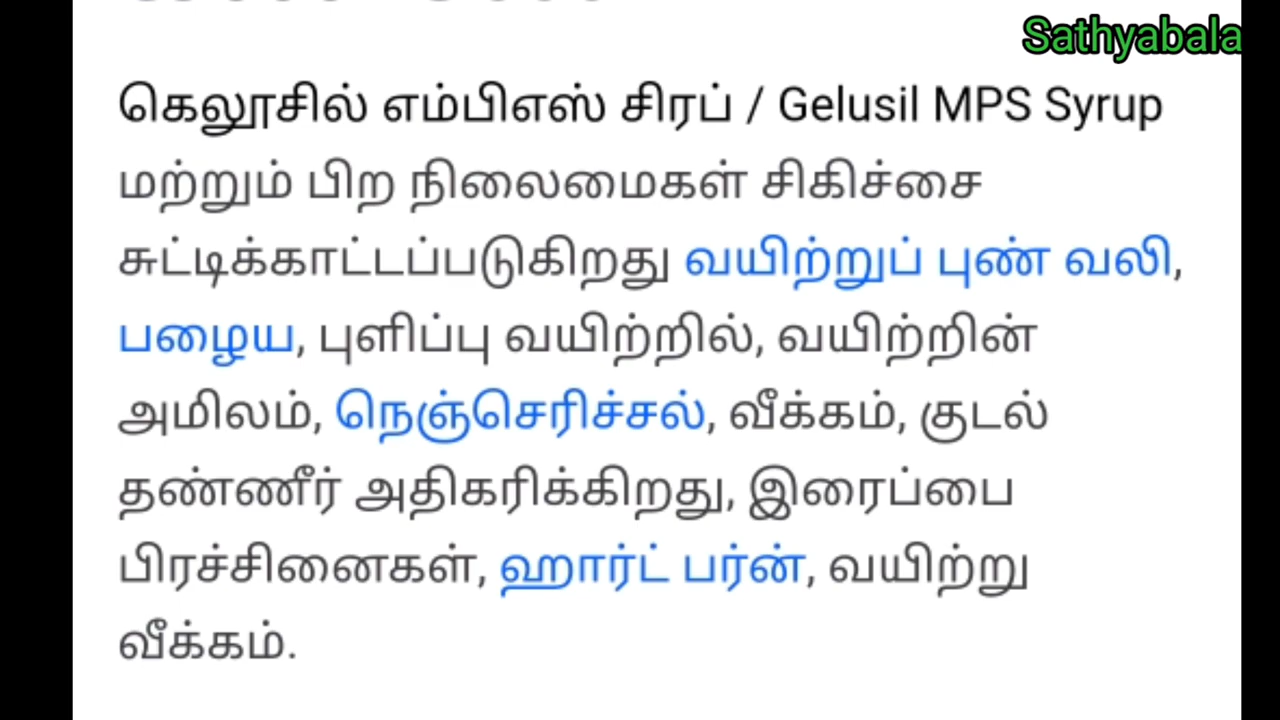 Sathyabala
கெலூசில் எம்பிஎஸ் சிரப் / Gelusil MPS Syrup
மற்றும் பிற நிலைமைகள் சிகிச்சை
சுட்டிக்காட்டப்படுகிறது வயிற்றுப் புண் வலி,
பழைய, புளிப்பு வயிற்றில், வயிற்றின்
அமிலம், நெஞ்செரிச்சல், வீக்கம், குடல்
தண்ணீர் அதிகரிக்கிறது, இரைப்பை
பிரச்சினைகள், ஹார்ட் பர்ன், வயிற்று
வீக்கம்.